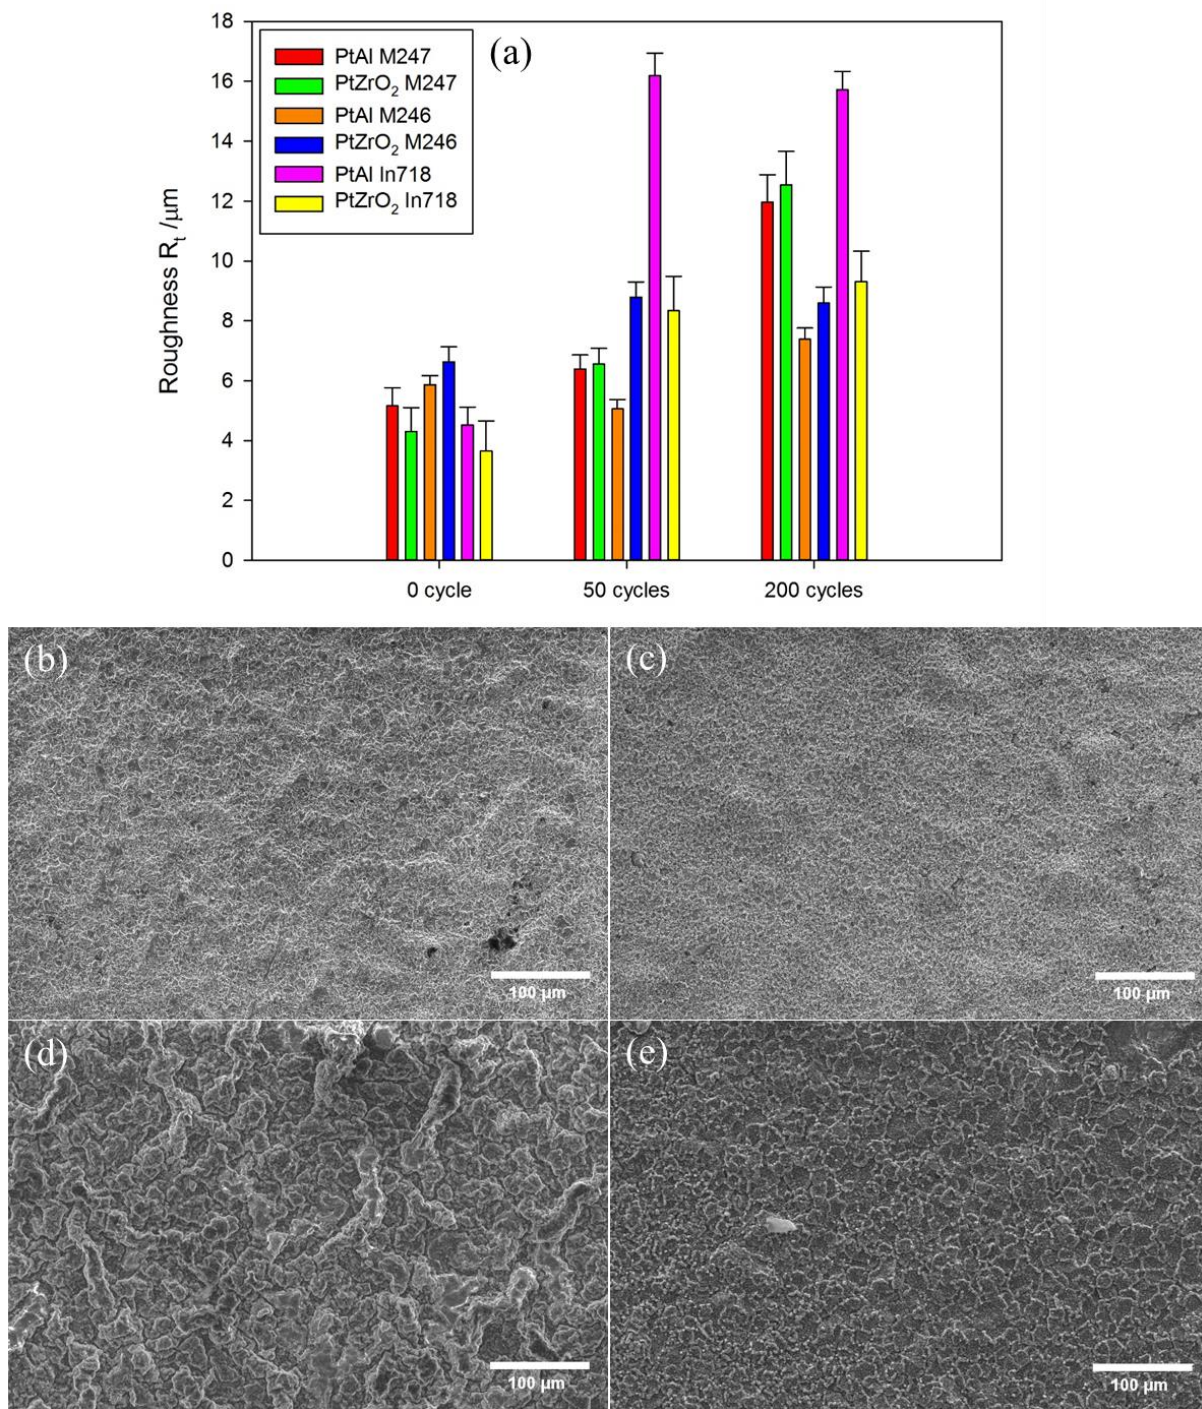 (a)
PtAl M247
PtZrO₂ M247
PtAl M246
PtZrO₂ M246
PtAl In718
PtZrO₂ In718
Roughness Rₜ /μm
18
16
14
12
10
8
6
4
2
0
0 cycle 50 cycles 200 cycles
(b) (c)
100 μm 100 μm
(d) (e)
100 μm 100 μm